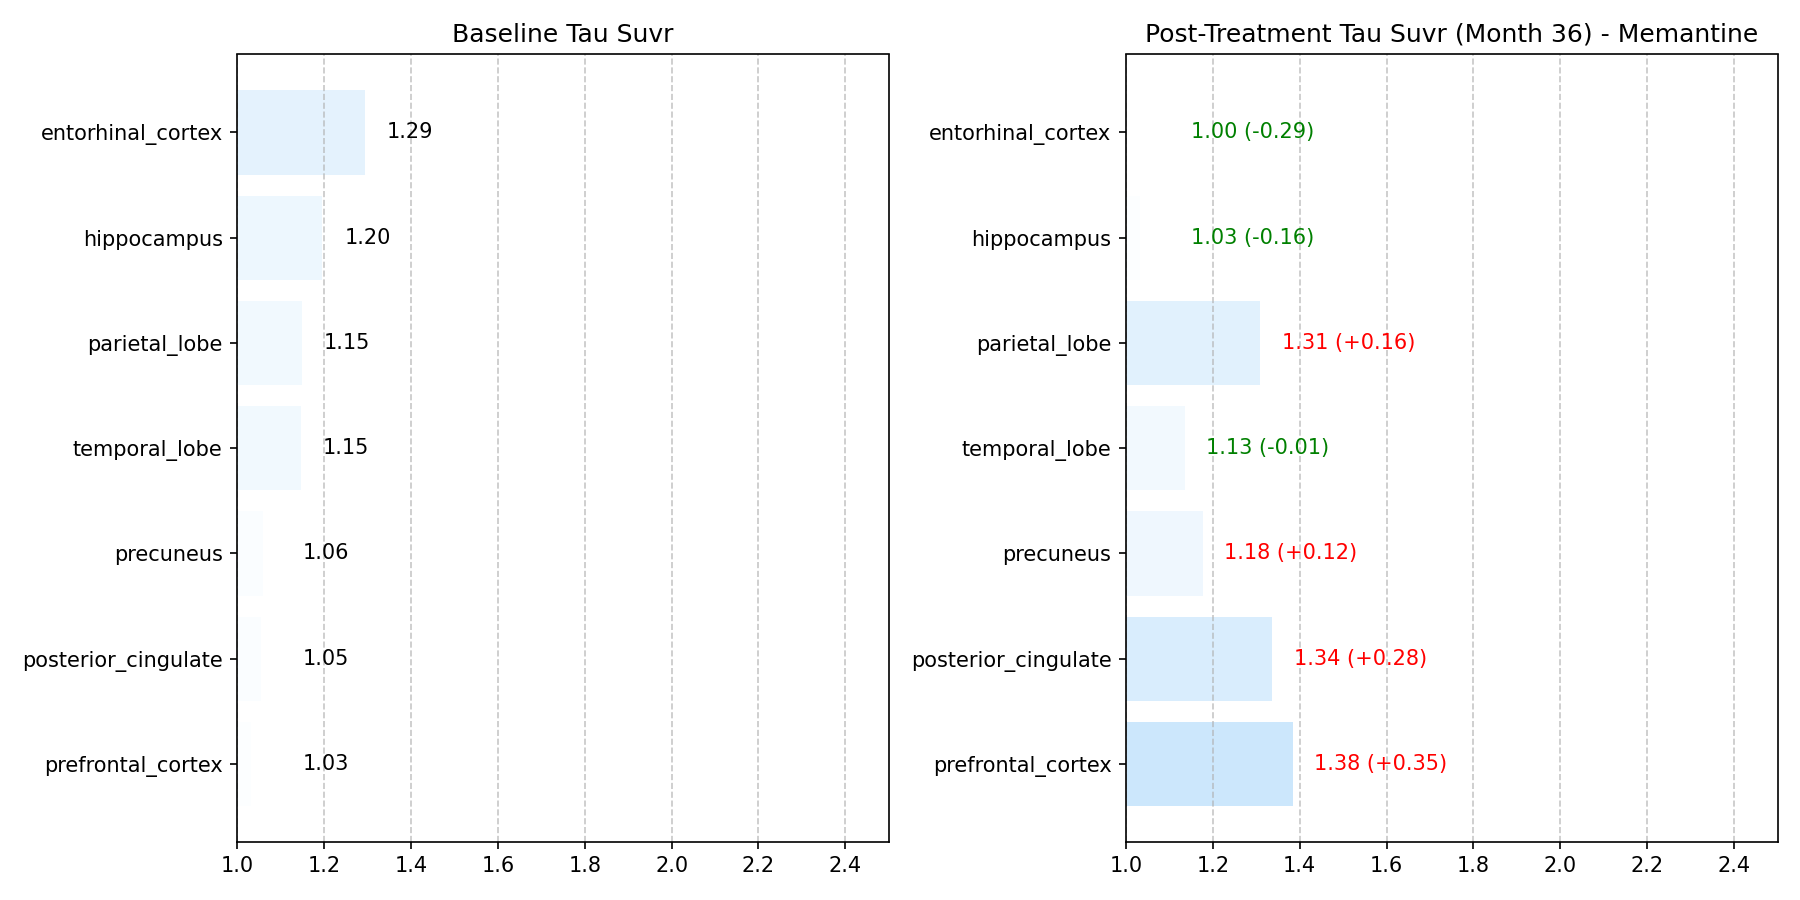 Baseline Tau Suvr
entorhinal_cortex
1.29
hippocampus
1.20
parietal_lobe
1.15
temporal_lobe
1.15
precuneus
1.06
posterior_cingulate
1.05
prefrontal_cortex
1.03
1.0 1.2 1.4 1.6 1.8 2.0 2.2 2.4
Post-Treatment Tau Suvr (Month 36) - Memantine
entorhinal_cortex
1.00 (-0.29)
hippocampus
1.03 (-0.16)
parietal_lobe
1.31 (+0.16)
temporal_lobe
1.13 (-0.01)
precuneus
1.18 (+0.12)
posterior_cingulate
1.34 (+0.28)
prefrontal_cortex
1.38 (+0.35)
1.0 1.2 1.4 1.6 1.8 2.0 2.2 2.4